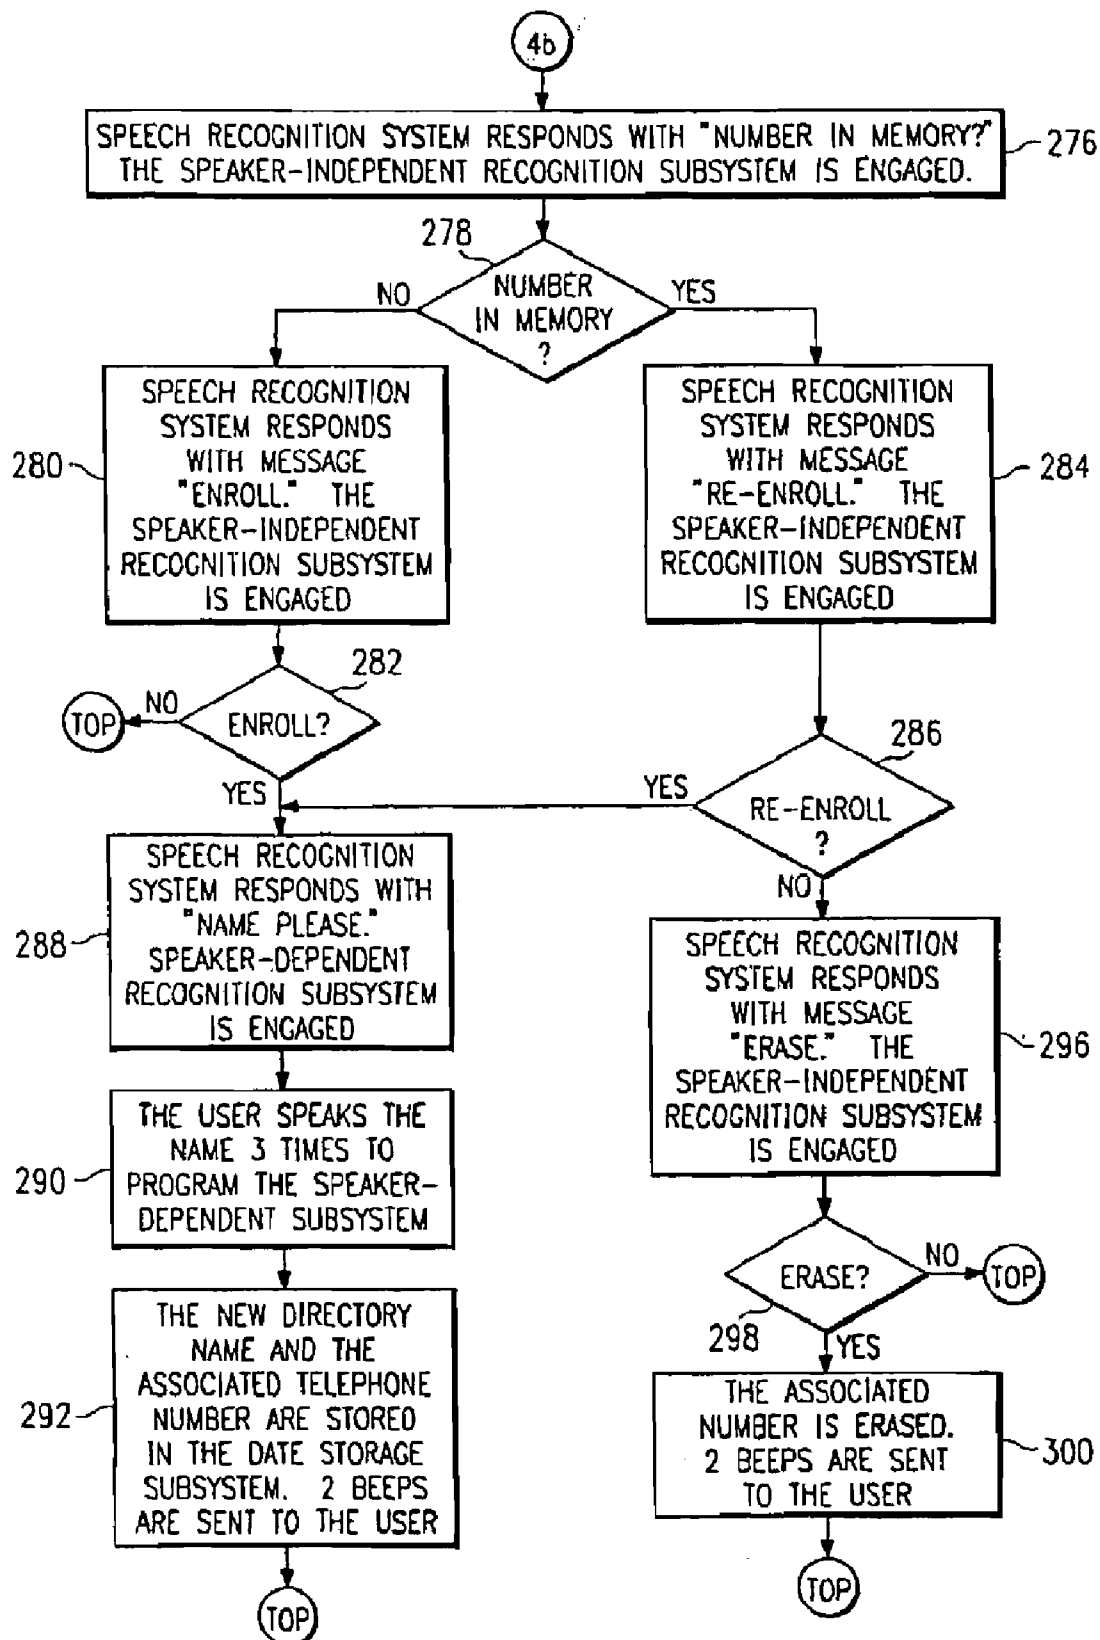 4b
SPEECH RECOGNITION SYSTEM RESPONDS WITH "NUMBER IN MEMORY?"
THE SPEAKER-INDEPENDENT RECOGNITION SUBSYSTEM IS ENGAGED.
276
278
NUMBER
IN MEMORY
?
NO
YES
SPEECH RECOGNITION
SYSTEM RESPONDS
WITH MESSAGE
"ENROLL." THE
SPEAKER-INDEPENDENT
RECOGNITION SUBSYSTEM
IS ENGAGED
280
SPEECH RECOGNITION
SYSTEM RESPONDS
WITH MESSAGE
"RE-ENROLL." THE
SPEAKER-INDEPENDENT
RECOGNITION SUBSYSTEM
IS ENGAGED
284
282
TOP
NO
ENROLL?
YES
286
YES
RE-ENROLL
?
NO
SPEECH RECOGNITION
SYSTEM RESPONDS WITH
"NAME PLEASE."
SPEAKER-DEPENDENT
RECOGNITION SUBSYSTEM
IS ENGAGED
288
SPEECH RECOGNITION
SYSTEM RESPONDS
WITH MESSAGE
"ERASE." THE
SPEAKER-INDEPENDENT
RECOGNITION SUBSYSTEM
IS ENGAGED
296
THE USER SPEAKS THE
NAME 3 TIMES TO
PROGRAM THE SPEAKER-
DEPENDENT SUBSYSTEM
290
ERASE?
NO
TOP
298
YES
THE NEW DIRECTORY
NAME AND THE
ASSOCIATED TELEPHONE
NUMBER ARE STORED
IN THE DATE STORAGE
SUBSYSTEM. 2 BEEPS
ARE SENT TO THE USER
292
THE ASSOCIATED
NUMBER IS ERASED.
2 BEEPS ARE SENT
TO THE USER
300
TOP
TOP